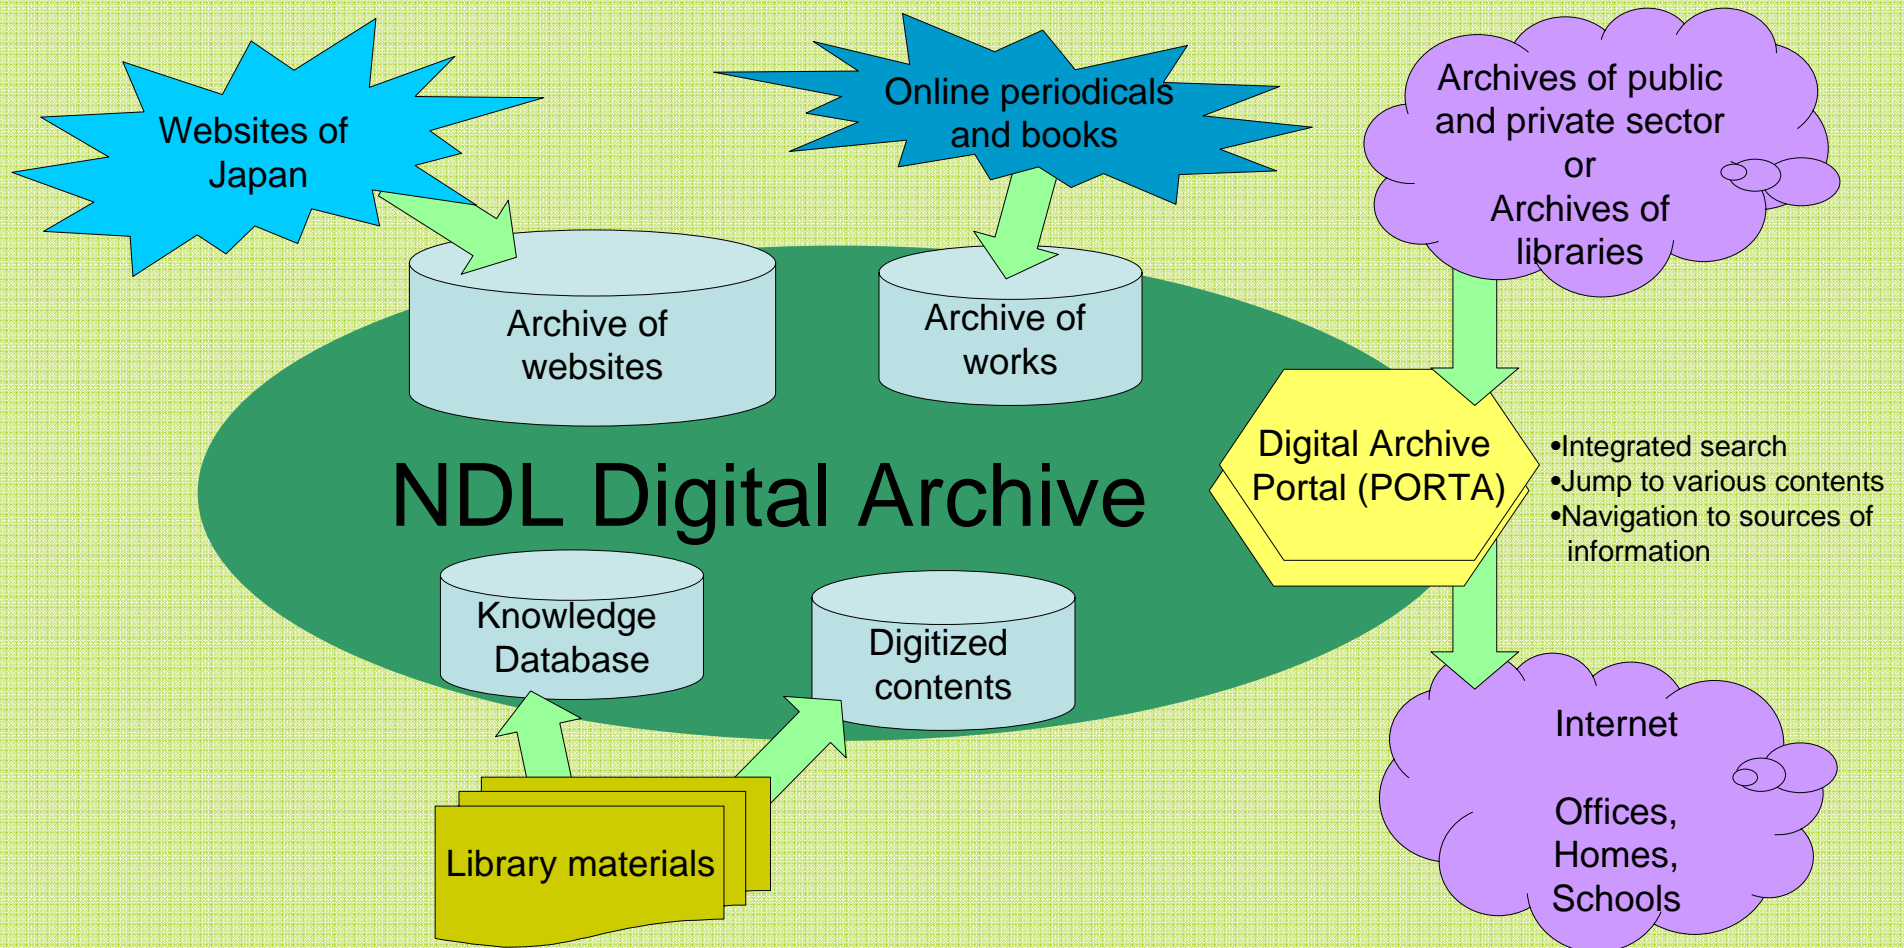 Websites of
Japan
Online periodicals
and books
Archives of public
and private sector
or
Archives of
libraries
Archive of
websites
Archive of
works
NDL Digital Archive
Digital Archive
Portal (PORTA)
•Integrated search
•Jump to various contents
•Navigation to sources of
information
Knowledge
Database
Digitized
contents
Library materials
Internet
Offices,
Homes,
Schools